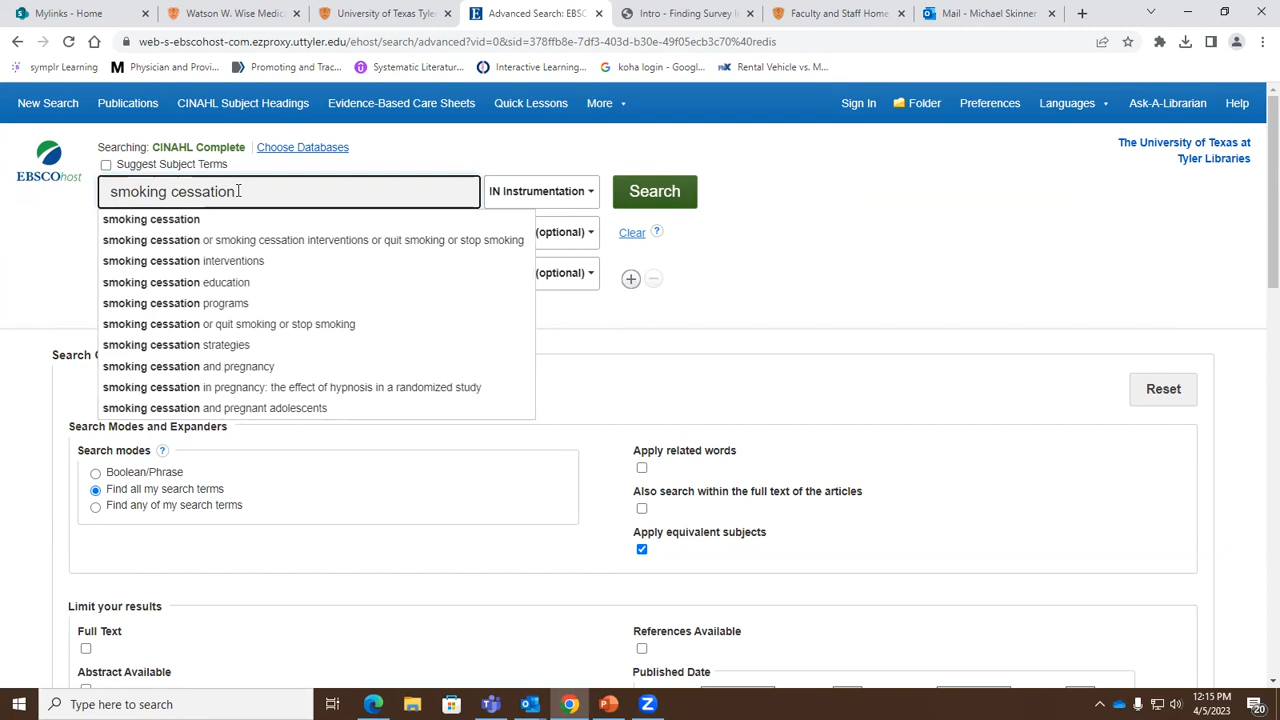 Mylinks - F5
Watson W. Wise Medic
University of Texas Tyler
Advanced Search: EBSC
Intro - Finding Survey I
Faculty and Staff Home
Mail - Michael Skinner
web-s-ebscohost-com.ezproxy.uttyler.edu/ehost/search/advanced?vid=0&sid=378ffb8e-7df3-403d-b30e-49f05ecb3c70%40redis
symplr Learning
Physician and Provi...
Promoting and Trac...
Systematic Literatur...
Interactive Learning...
koha login - Googl...
Rental Vehicle vs. M...
New Search
Publications
CINAHL Subject Headings
Evidence-Based Care Sheets
Quick Lessons
More
Sign In
Folder
Preferences
Languages
Ask-A-Librarian
Help
Searching: CINAHL Complete
Choose Databases
Suggest Subject Terms
EBSCOhost
The University of Texas at
Tyler Libraries
smoking cessation
IN Instrumentation
Search
smoking cessation
smoking cessation or smoking cessation interventions or quit smoking or stop smoking
(optional)
Clear
?
smoking cessation interventions
(optional)
smoking cessation education
smoking cessation programs
smoking cessation or quit smoking or stop smoking
smoking cessation strategies
smoking cessation and pregnancy
smoking cessation in pregnancy: the effect of hypnosis in a randomized study
smoking cessation and pregnant adolescents
Search
Reset
Search Modes and Expanders
Search modes ?
Boolean/Phrase
Find all my search terms
Find any of my search terms
Apply related words
Also search within the full text of the articles
Apply equivalent subjects
Limit your results
Full Text
References Available
Abstract Available
Published Date
Type here to search
12:15 PM
4/5/2023
20